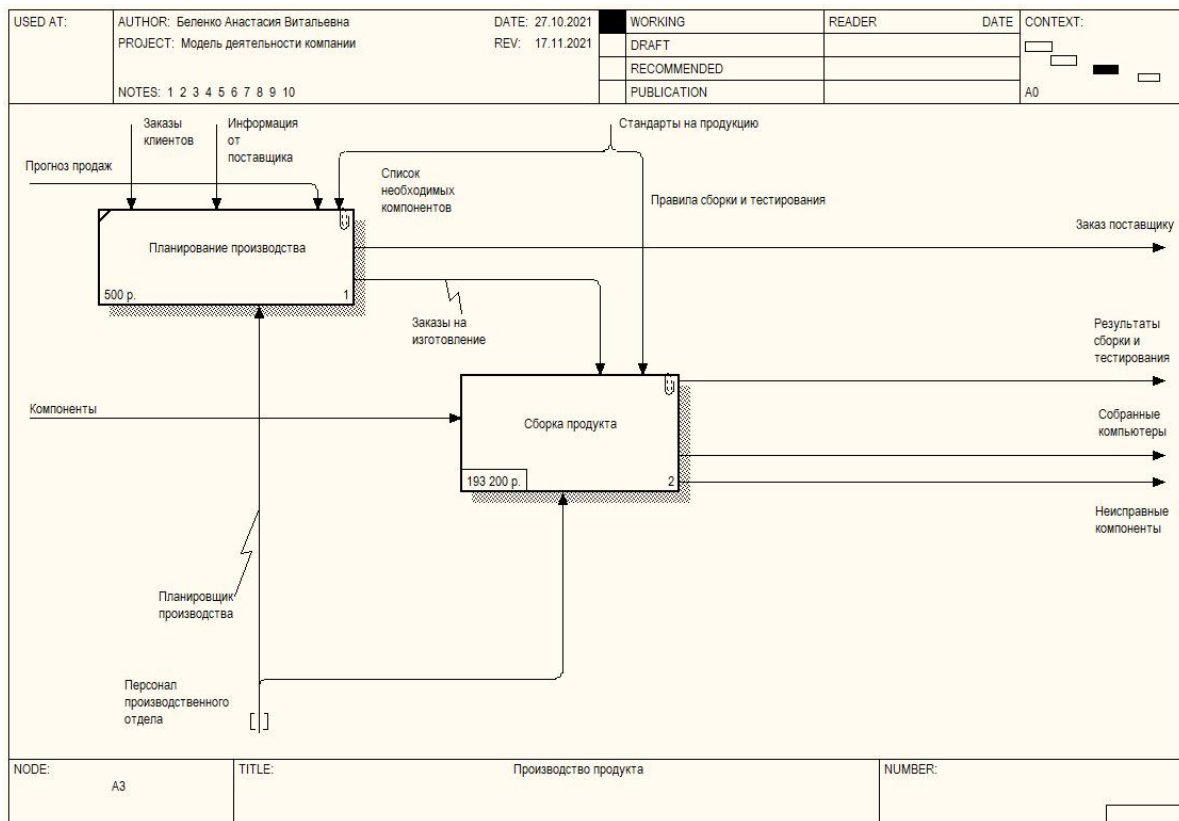 USED AT:
AUTHOR: Беленко Анастасия Витальевна
DATE: 27.10.2021
PROJECT: Модель деятельности компании
REV: 17.11.2021
NOTES: 1 2 3 4 5 6 7 8 9 10
WORKING
DRAFT
RECOMMENDED
PUBLICATION
READER
DATE
CONTEXT:
A0
Заказы
клиентов
Информация
от
поставщика
Стандарты на продукцию
Прогноз продаж
Список
необходимых
компонентов
Правила сборки и тестирования
Заказ поставщику
Планирование производства
500 р.
1
Заказы на
изготовление
Результаты
сборки и
тестирования
Компоненты
Сборка продукта
193 200 р.
2
Собранные
компьютеры
Неисправные
компоненты
Планировщик
производства
Персонал
производственного
отдела
NODE:
A3
TITLE:
Производство продукта
NUMBER: